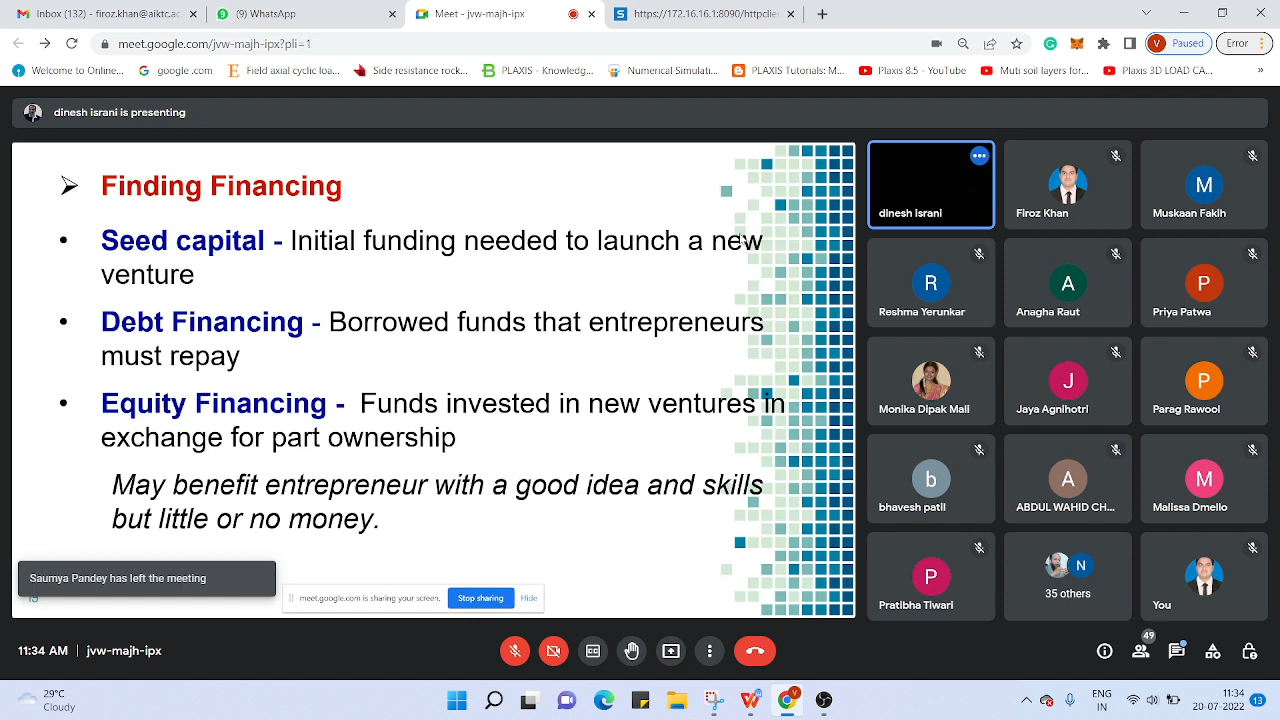 Inbox (132) - firoz.khan@aiktc.ac
(9) WhatsApp
Meet - jvw-majh-ipx
https://172.16.16.1:8090/httpclie
meet.google.com/jvw-majh-ipx?pli=1
Paused
Error
Welcome to Online...
google.com
Field axis cyclic loa...
Side resistance roc...
PLAXIS - Knowledg...
Numerical Simulati...
PLAXIS Tutorials: M...
Plaxis 8.5 - YouTube
Muti soil layers for...
Plaxis 3D LOAD CA...
dinesh israni is presenting
Finding Financing
Seed capital - Initial funding needed to launch a new
venture
Debt Financing - Borrowed funds that entrepreneurs
must repay
Equity Financing - Funds invested in new ventures in
exchange for part ownership
May benefit entrepreneur with a good idea and skills
but little or no money.
Saumya Pandey has left the meeting
meet.google.com is sharing your screen.
Stop sharing
Hide
dinesh israni
Firoz Khan
M
Muskaan Fakih
R
Reshma Yerunkar
A
Anagha Raut
P
Priya Patwa
Monika Dipak Mali
J
Jaya Agnihotri
P
Parag Rawool
b
bhavesh patil
A
ABDUL WAHID CH...
M
Malissa Dmello
P
Pratibha Tiwari
N
35 others
You
11:34 AM | jvw-majh-ipx
49
29°C
Cloudy
ENG
IN
11:34
20-07-2022
13